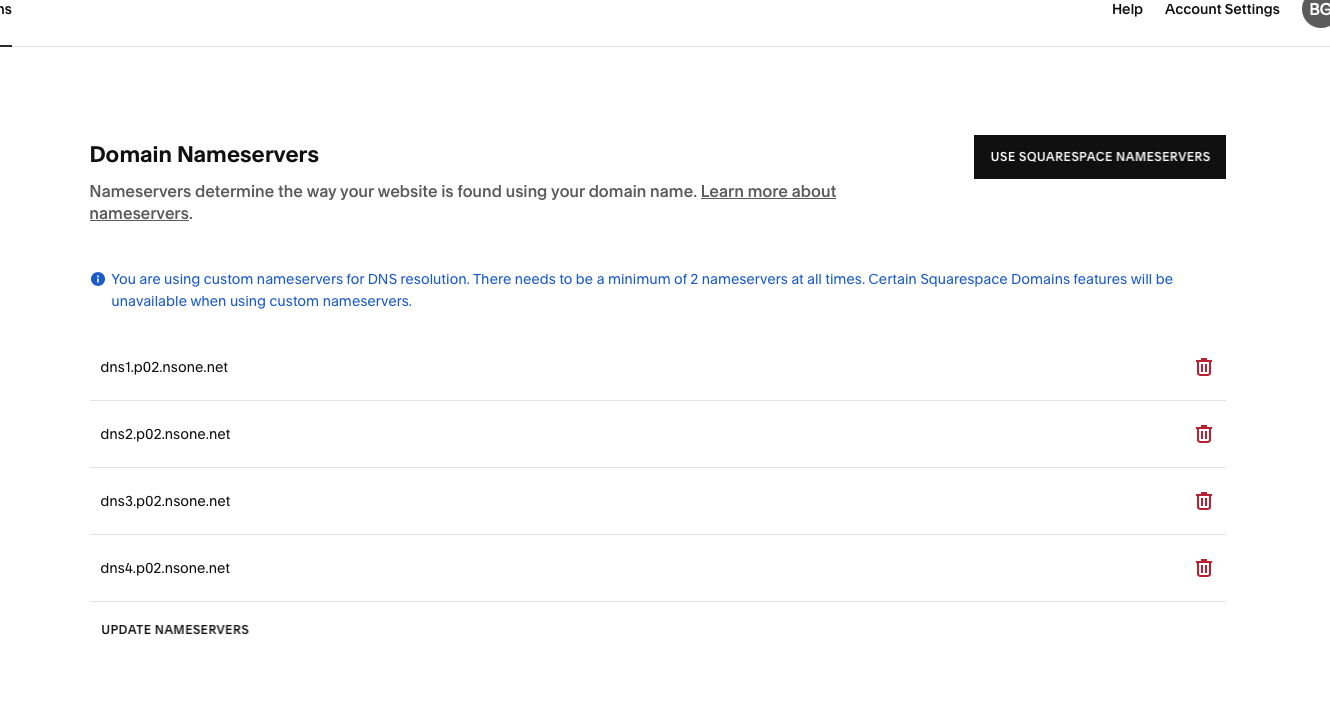 ns
Help
Account Settings
BG
Domain Nameservers
USE SQUARESPACE NAMESERVERS
Nameservers determine the way your website is found using your domain name. Learn more about
nameservers.
You are using custom nameservers for DNS resolution. There needs to be a minimum of 2 nameservers at all times. Certain Squarespace Domains features will be
unavailable when using custom nameservers.
dns1.p02.nsone.net
dns2.p02.nsone.net
dns3.p02.nsone.net
dns4.p02.nsone.net
UPDATE NAMESERVERS